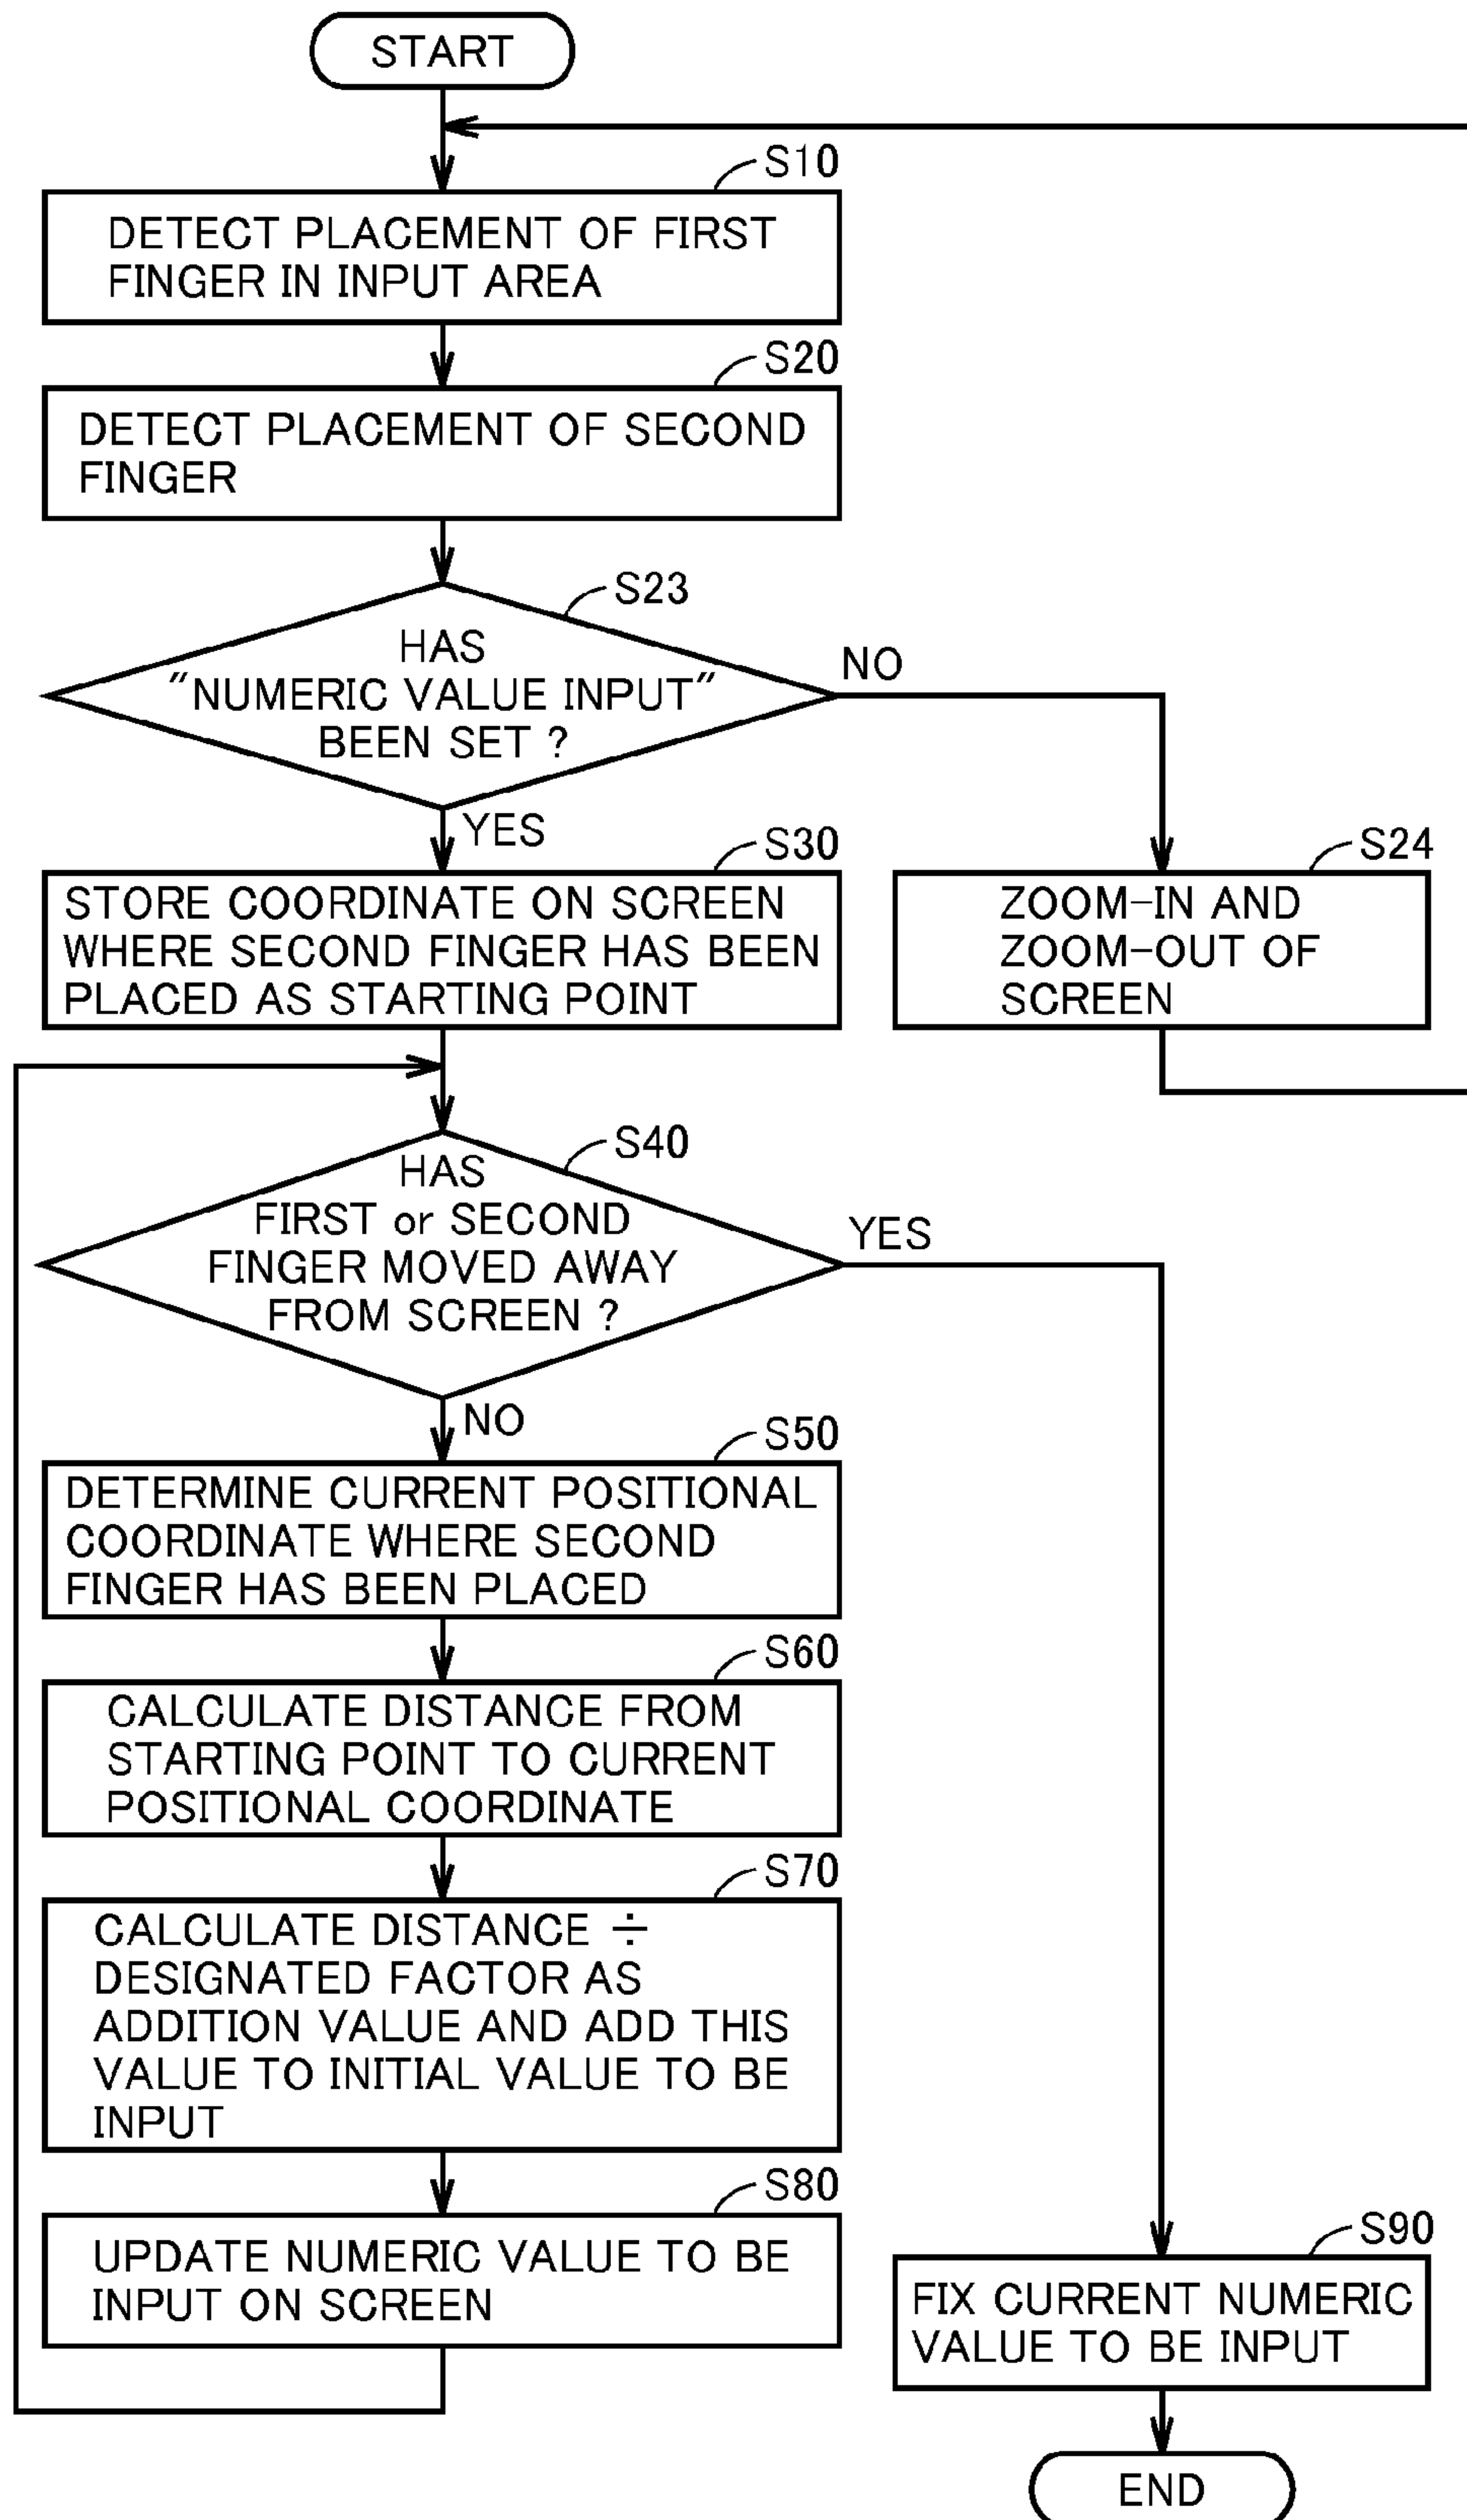 START
S10
DETECT PLACEMENT OF FIRST
FINGER IN INPUT AREA
S20
DETECT PLACEMENT OF SECOND
FINGER
S23
HAS
"NUMERIC VALUE INPUT"
BEEN SET ?
NO
YES
S30
STORE COORDINATE ON SCREEN
WHERE SECOND FINGER HAS BEEN
PLACED AS STARTING POINT
S24
ZOOM-IN AND
ZOOM-OUT OF
SCREEN
S40
HAS
FIRST or SECOND
FINGER MOVED AWAY
FROM SCREEN ?
YES
NO
S50
DETERMINE CURRENT POSITIONAL
COORDINATE WHERE SECOND
FINGER HAS BEEN PLACED
S60
CALCULATE DISTANCE FROM
STARTING POINT TO CURRENT
POSITIONAL COORDINATE
S70
CALCULATE DISTANCE ÷
DESIGNATED FACTOR AS
ADDITION VALUE AND ADD THIS
VALUE TO INITIAL VALUE TO BE
INPUT
S80
UPDATE NUMERIC VALUE TO BE
INPUT ON SCREEN
S90
FIX CURRENT NUMERIC
VALUE TO BE INPUT
END